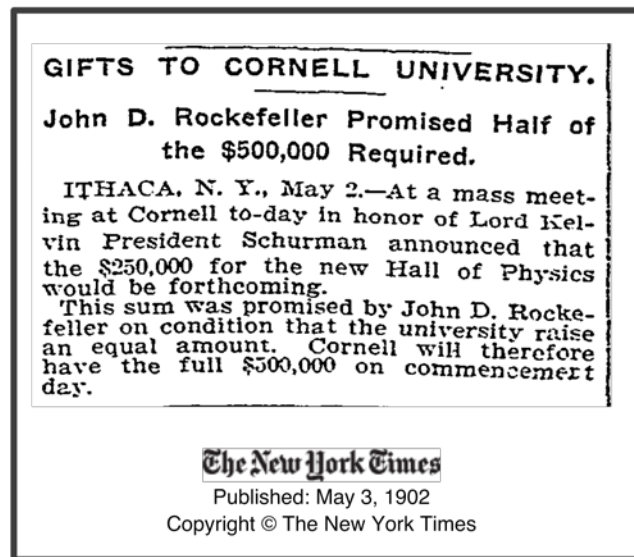 GIFTS TO CORNELL UNIVERSITY.
John D. Rockefeller Promised Half of
the $500,000 Required.
ITHACA, N. Y., May 2.—At a mass meet-
ing at Cornell to-day in honor of Lord Kel-
vin President Schurman announced that
the $250,000 for the new Hall of Physics
would be forthcoming.
This sum was promised by John D. Rocke-
feller on condition that the university raise
an equal amount. Cornell will therefore
have the full $500,000 on commencement
day.
The New York Times
Published: May 3, 1902
Copyright © The New York Times